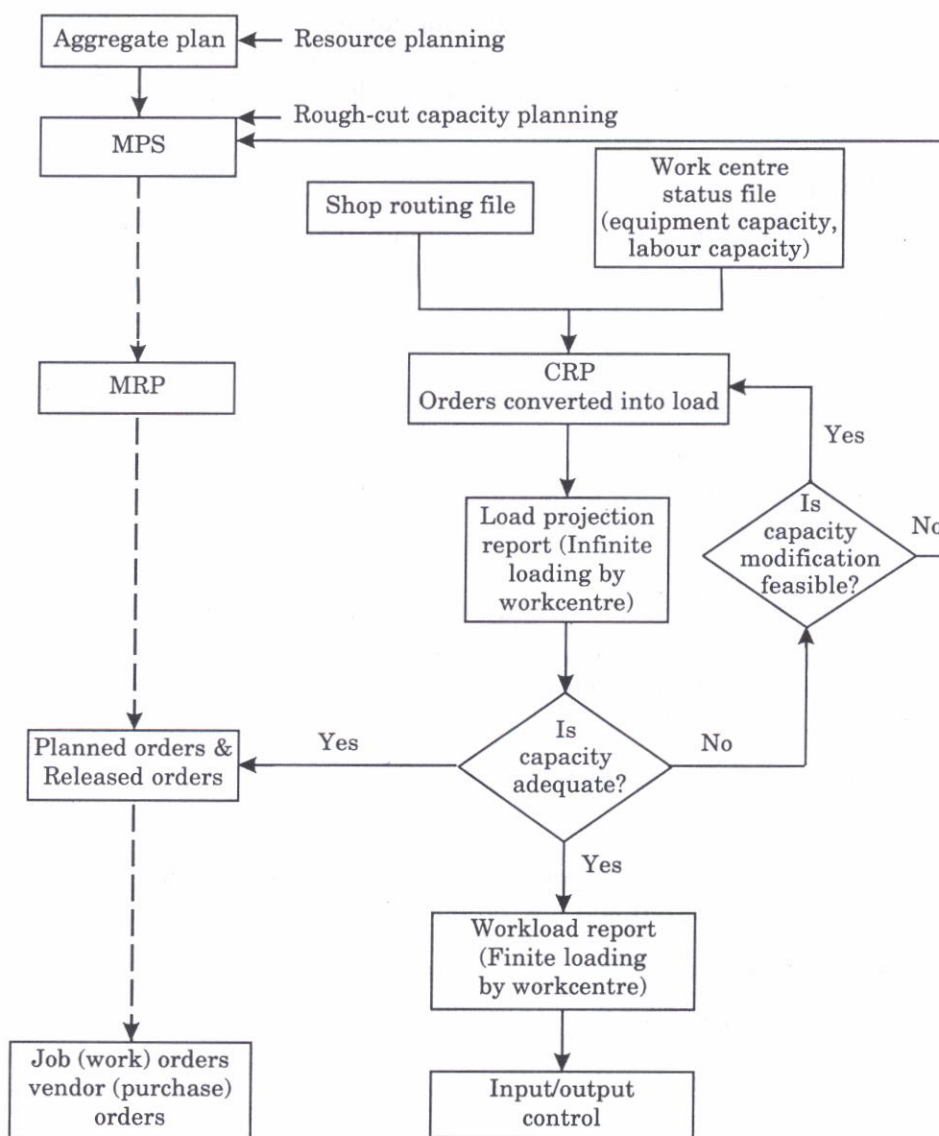 Aggregate plan
Resource planning
Rough-cut capacity planning
MPS
Shop routing file
Work centre
status file
(equipment capacity,
labour capacity)
MRP
CRP
Orders converted into load
Yes
Load projection
report (Infinite
loading by
workcentre)
Is
capacity
modification
feasible?
No
Planned orders &
Released orders
Yes
Is
capacity
adequate?
No
Yes
Workload report
(Finite loading
by workcentre)
Job (work) orders
vendor (purchase)
orders
Input/output
control